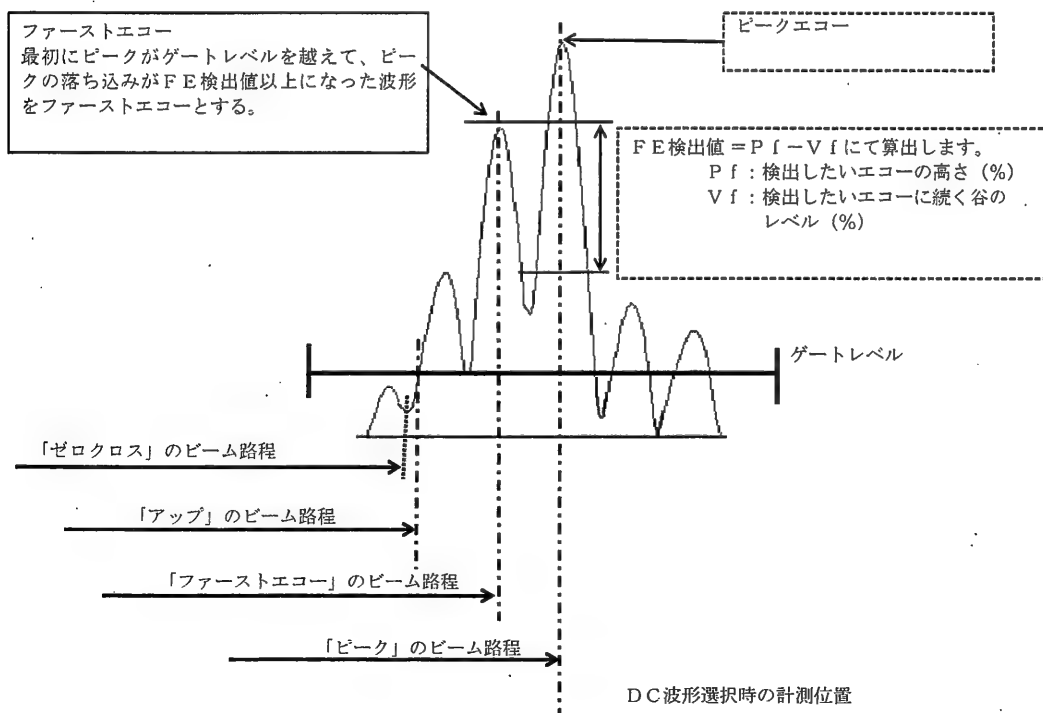 ファーストエコー
最初にピークがゲートレベルを越えて、ピー
クの落ち込みがＦＥ検出値以上になった波形
をファーストエコーとする。
ピークエコー
ＦＥ検出値＝Ｐｆ－Ｖｆにて算出します。
Ｐｆ：検出したいエコーの高さ（％）
Ｖｆ：検出したいエコーに続く谷の
レベル（％）
ゲートレベル
「ゼロクロス」のビーム路程
「アップ」のビーム路程
「ファーストエコー」のビーム路程
「ピーク」のビーム路程
ＤＣ波形選択時の計測位置